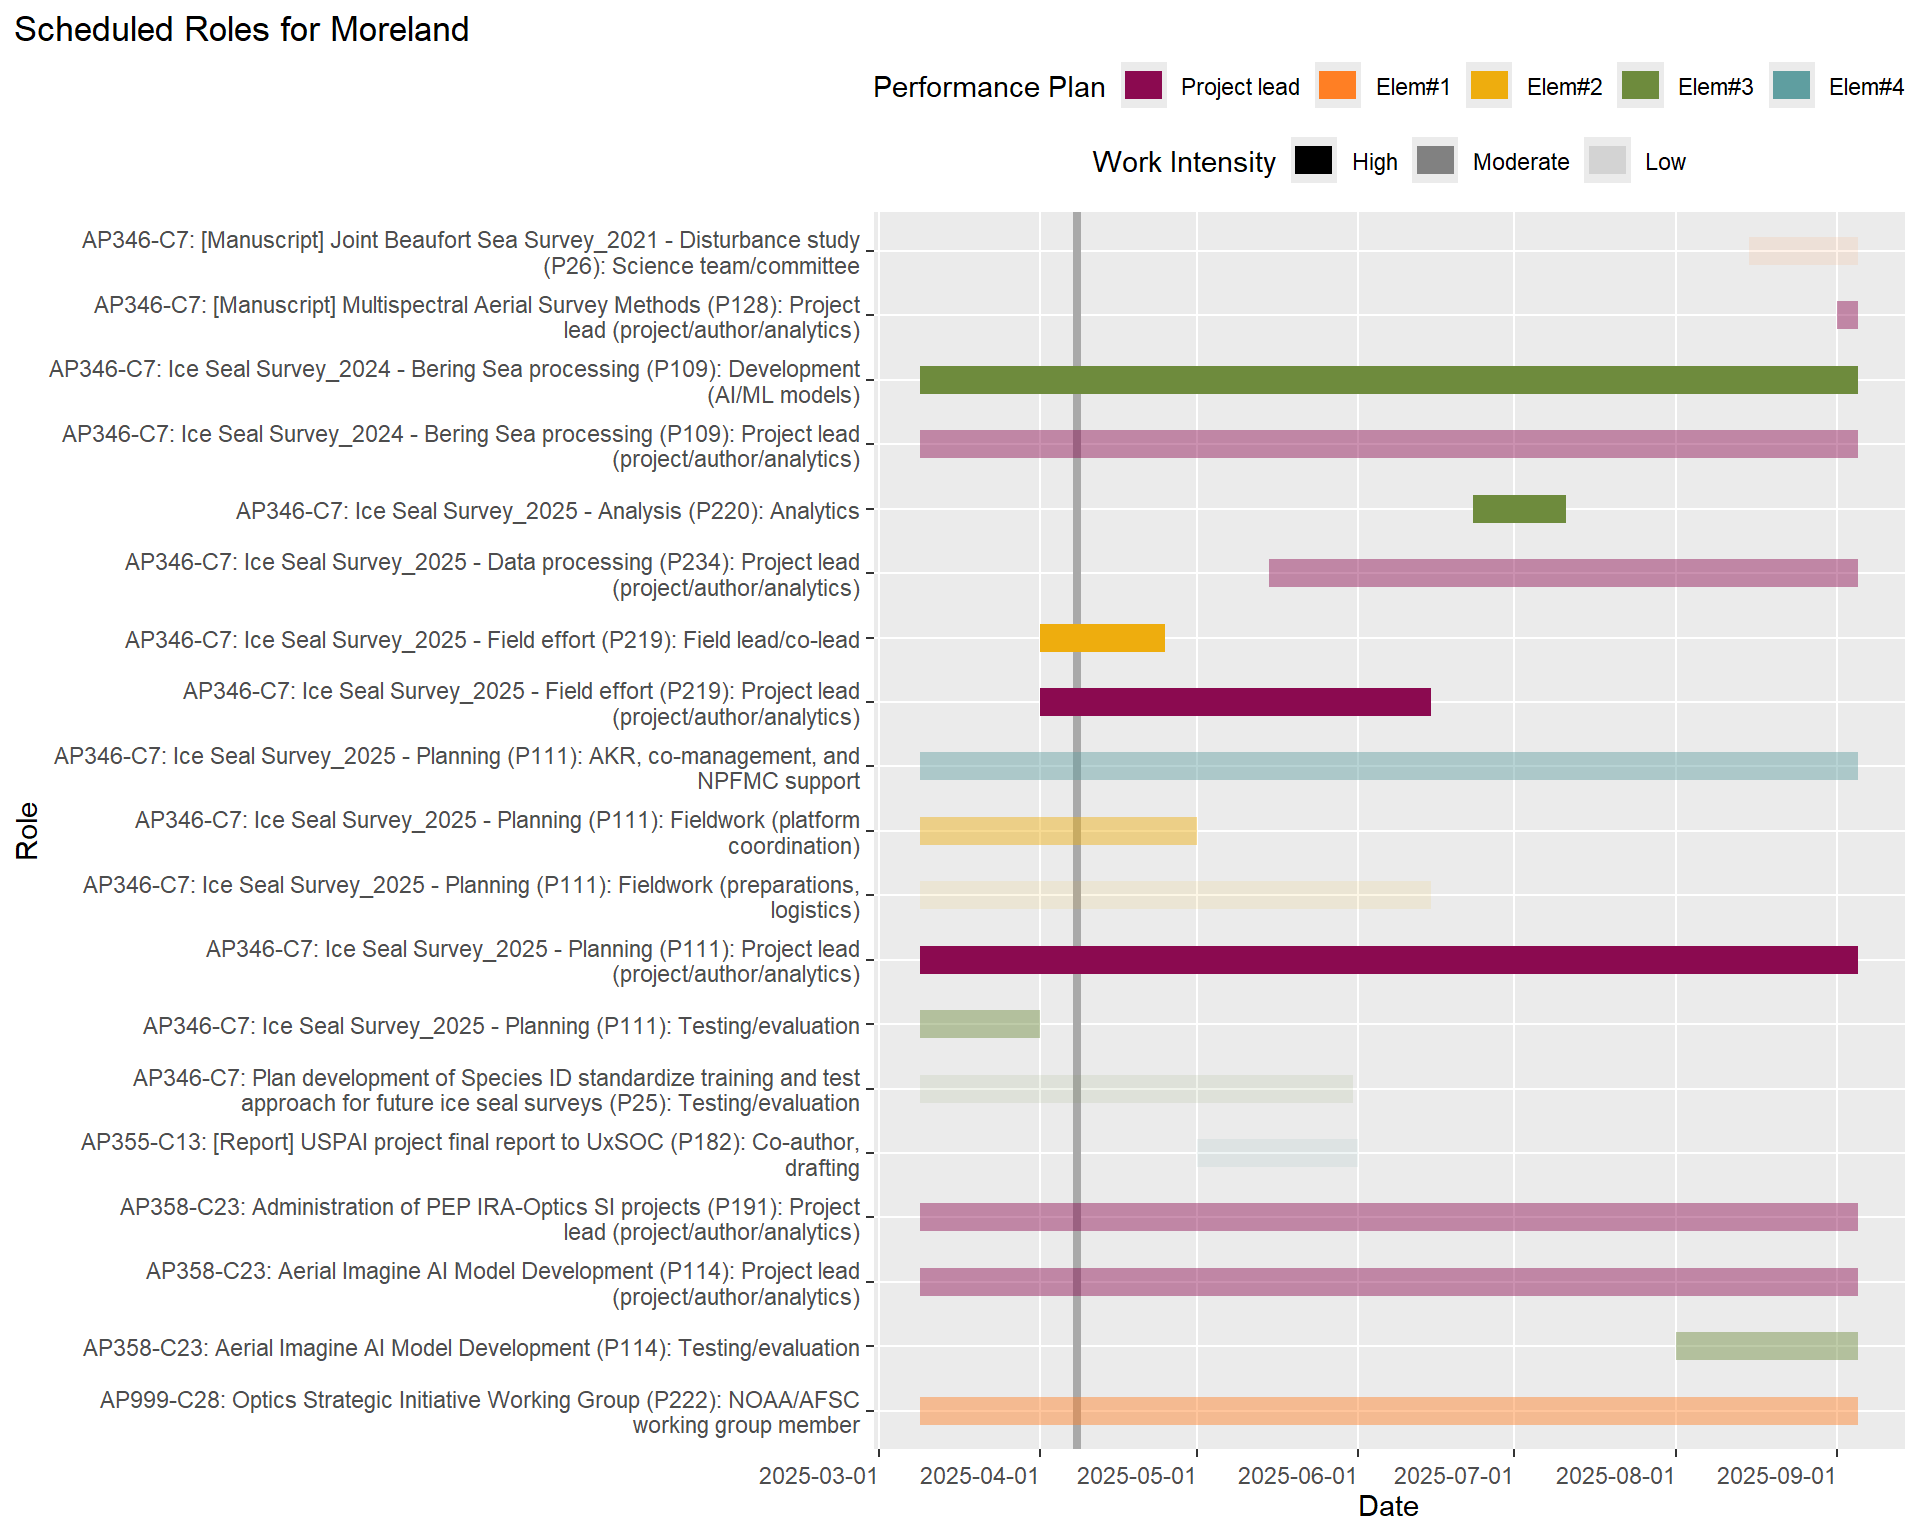 Scheduled Roles for Moreland
Performance Plan Project lead Elem#1 Elem#2 Elem#3 Elem#4
Work Intensity High Moderate Low
AP346-C7: [Manuscript] Joint Beaufort Sea Survey_2021 - Disturbance study
(P26): Science team/committee
AP346-C7: [Manuscript] Multispectral Aerial Survey Methods (P128): Project
lead (project/author/analytics)
AP346-C7: Ice Seal Survey_2024 - Bering Sea processing (P109): Development
(AI/ML models)
AP346-C7: Ice Seal Survey_2024 - Bering Sea processing (P109): Project lead
(project/author/analytics)
AP346-C7: Ice Seal Survey_2025 - Analysis (P220): Analytics
AP346-C7: Ice Seal Survey_2025 - Data processing (P234): Project lead
(project/author/analytics)
AP346-C7: Ice Seal Survey_2025 - Field effort (P219): Field lead/co-lead
AP346-C7: Ice Seal Survey_2025 - Field effort (P219): Project lead
(project/author/analytics)
AP346-C7: Ice Seal Survey_2025 - Planning (P111): AKR, co-management, and
NPFMC support
AP346-C7: Ice Seal Survey_2025 - Planning (P111): Fieldwork (platform
coordination)
AP346-C7: Ice Seal Survey_2025 - Planning (P111): Fieldwork (preparations,
logistics)
AP346-C7: Ice Seal Survey_2025 - Planning (P111): Project lead
(project/author/analytics)
AP346-C7: Ice Seal Survey_2025 - Planning (P111): Testing/evaluation
AP346-C7: Plan development of Species ID standardize training and test
approach for future ice seal surveys (P25): Testing/evaluation
AP355-C13: [Report] USPAI project final report to UxSOC (P182): Co-author,
drafting
AP358-C23: Administration of PEP IRA-Optics SI projects (P191): Project
lead (project/author/analytics)
AP358-C23: Aerial Imagine AI Model Development (P114): Project lead
(project/author/analytics)
AP358-C23: Aerial Imagine AI Model Development (P114): Testing/evaluation
AP999-C28: Optics Strategic Initiative Working Group (P222): NOAA/AFSC
working group member
Role
2025-03-01 2025-04-01 2025-05-01 2025-06-01 2025-07-01 2025-08-01 2025-09-01
Date